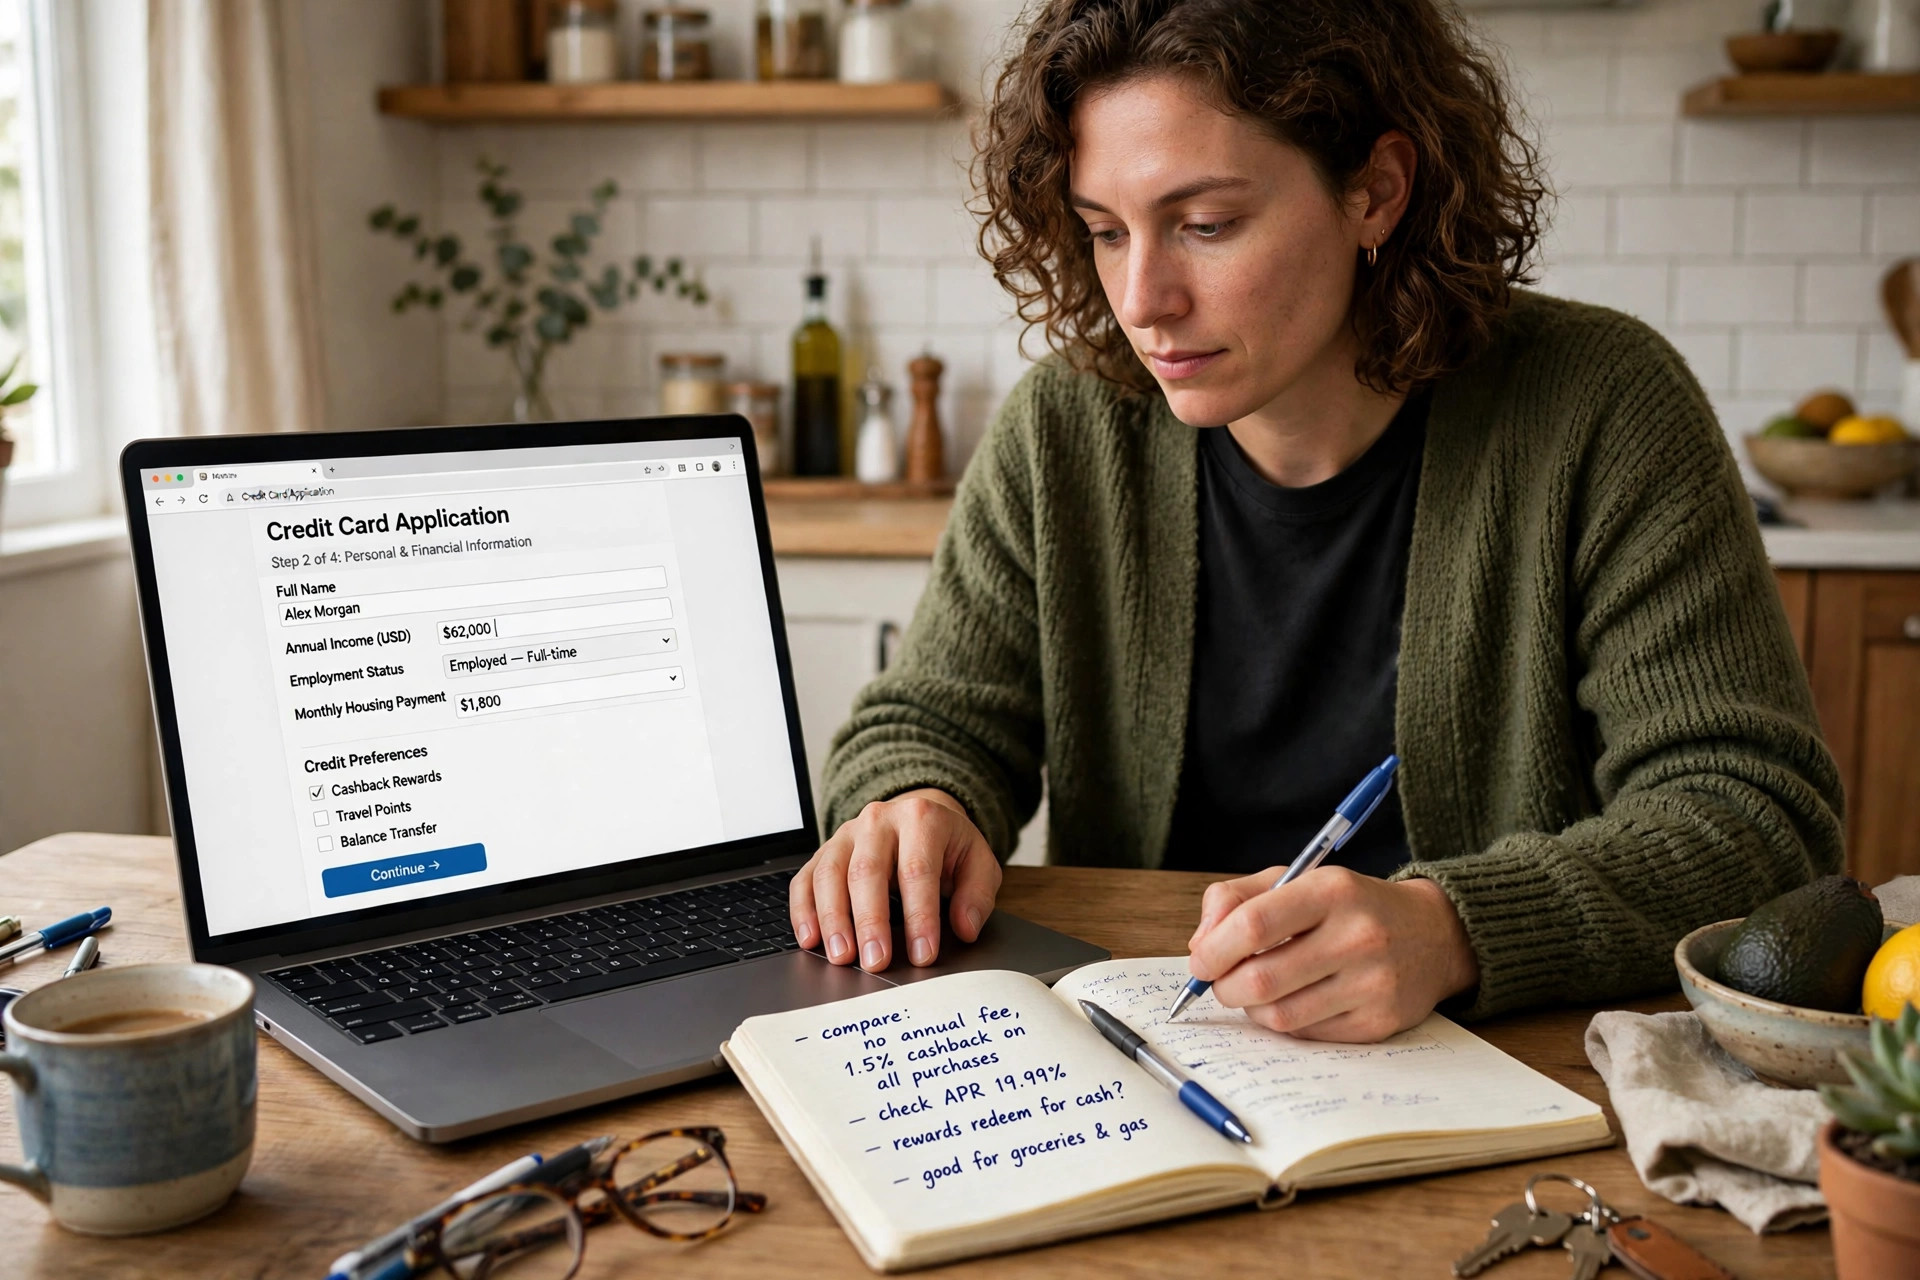 Credit Card Application
Credit Card Application
Step 2 of 4: Personal & Financial Information
Full Name
Alex Morgan
Annual Income (USD) $62,000
Employment Status Employed — Full-time
Monthly Housing Payment $1,800
Credit Preferences
Cashback Rewards
Travel Points
Balance Transfer
Continue →
– compare:
no annual fee,
1.5% cashback on
all purchases
– check APR 19.99%
– rewards redeem for cash?
– good for groceries & gas